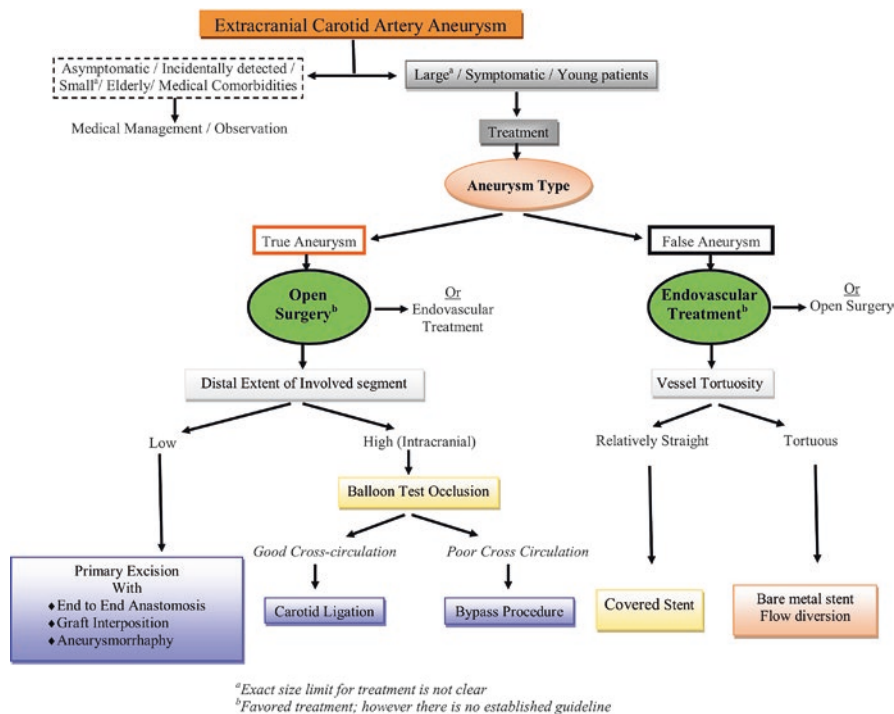 Extracranial Carotid Artery Aneurysm
Asymptomatic / Incidentally detected /
Smallᵃ/ Elderly/ Medical Comorbidities
Largeᵃ / Symptomatic / Young patients
Medical Management / Observation
Treatment
Aneurysm Type
True Aneurysm
False Aneurysm
Open
Surgeryᵇ
Or
Endovascular
Treatment
Endovascular
Treatmentᵇ
Or
Open Surgery
Distal Extent of Involved segment
Vessel Tortuosity
Low
High (Intracranial)
Relatively Straight
Tortuous
Balloon Test Occlusion
Good Cross-circulation
Poor Cross Circulation
Primary Excision
With
♦End to End Anastomosis
♦Graft Interposition
♦Aneurysmorrhaphy
Carotid Ligation
Bypass Procedure
Covered Stent
Bare metal stent
Flow diversion
ᵃExact size limit for treatment is not clear
ᵇFavored treatment; however there is no established guideline